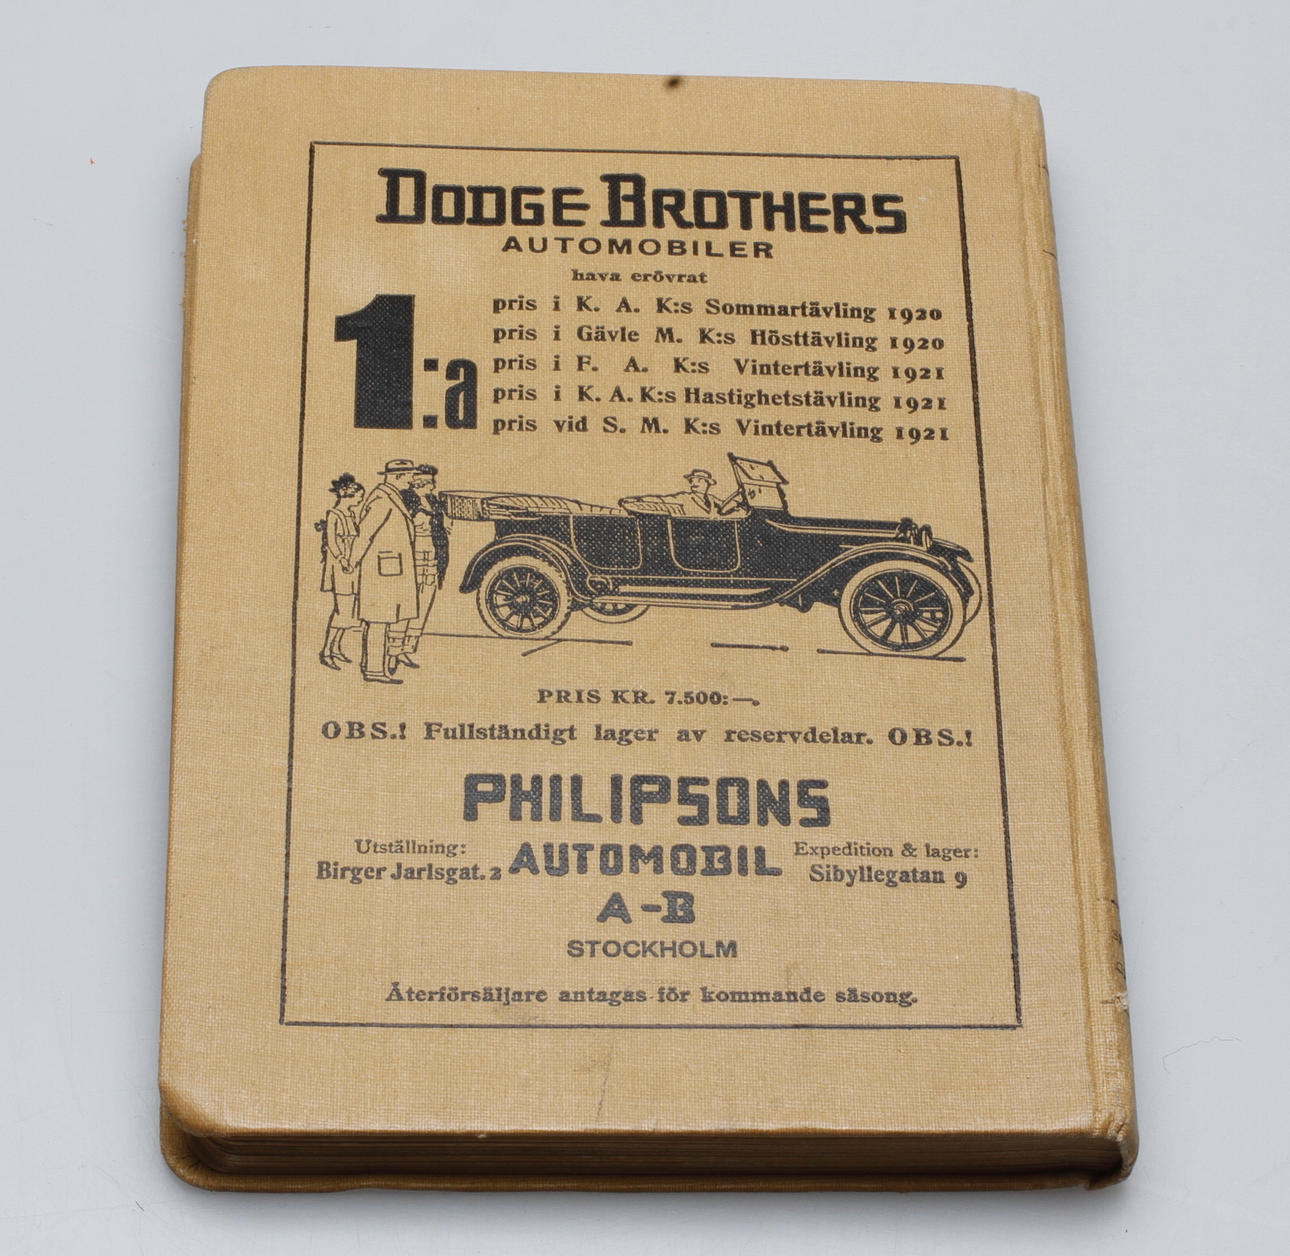 DODGE BROTHERS
AUTOMOBILER
hava erövrat
1:a
pris i K. A. K:s Sommartävling 1920
pris i Gävle M. K:s Hösttävling 1920
pris i F. A. K:s Vintertävling 1921
pris i K. A. K:s Hastighetstävling 1921
pris vid S. M. K:s Vintertävling 1921
PRIS KR. 7.500:—.
OBS.! Fullständigt lager av reservdelar. OBS.!
PHILIPSONS
AUTOMOBIL
A-B
STOCKHOLM
Utställning:
Birger Jarlsgat. 2
Expedition & lager:
Sibyllegatan 9
Återförsäljare antagas för kommande säsong.